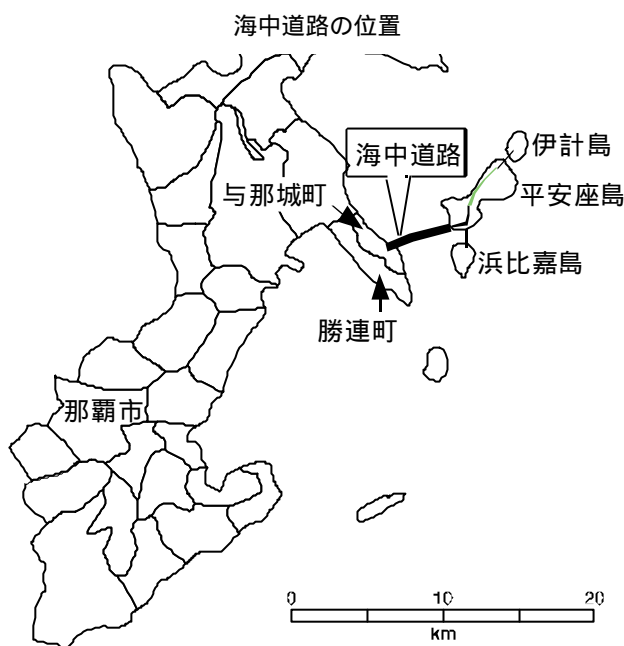 海中道路の位置
伊計島
海中道路
平安座島
与那城町
浜比嘉島
勝連町
那覇市
0 10 20
km